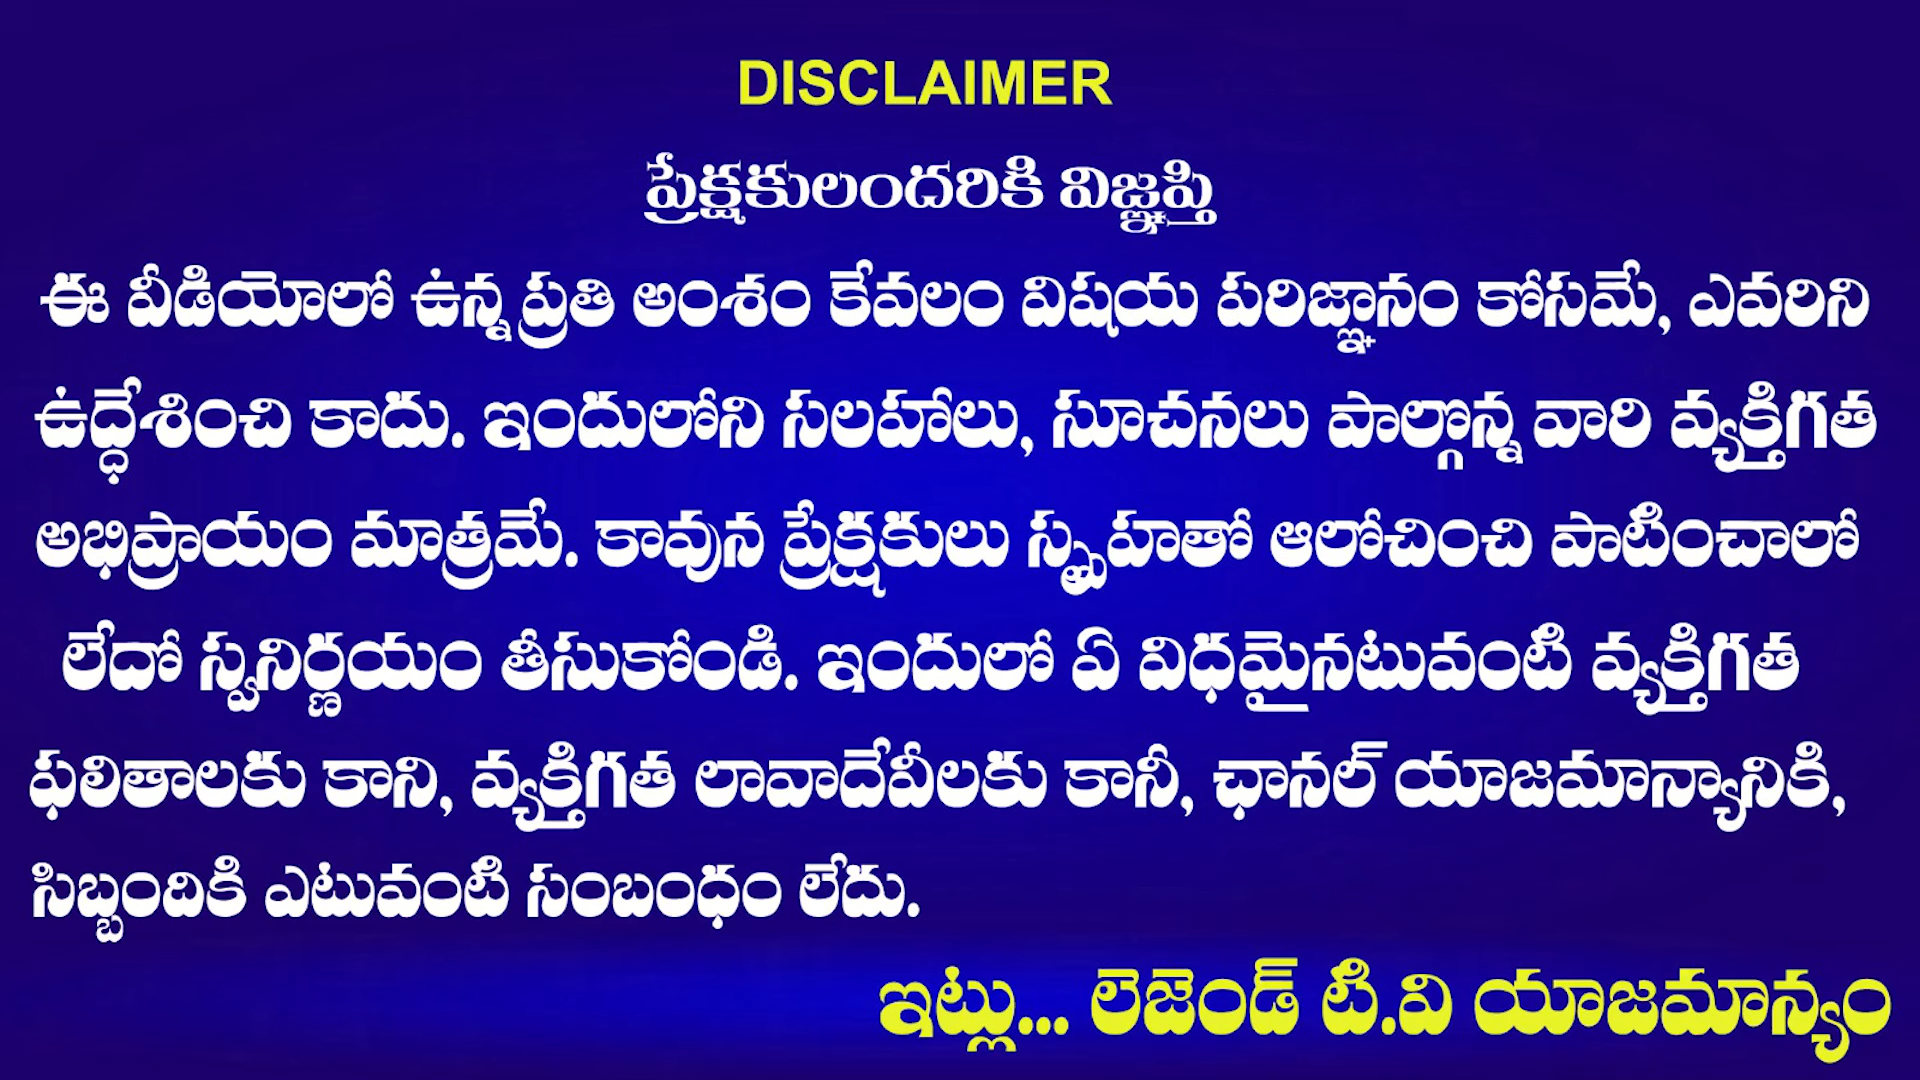 DISCLAIMER
ప్రేక్షకులందరికి విజ్ఞప్తి
ఈ వీడియోలో ఉన్న ప్రతి అంశం కేవలం విషయ పరిజ్ఞానం కోసమే, ఎవరిని
ఉద్ధేశించి కాదు. ఇందులోని సలహాలు, సూచనలు పాల్గొన్న వారి వ్యక్తిగత
అభిప్రాయం మాత్రమే. కావున ప్రేక్షకులు స్పృహతో ఆలోచించి పాటించాలో
లేదో స్వనిర్ణయం తీసుకోండి. ఇందులో ఏ విధమైనటువంటి వ్యక్తిగత
ఫలితాలకు కాని, వ్యక్తిగత లావాదేవీలకు కానీ, ఛానల్ యాజమాన్యానికి,
సిబ్బందికి ఎటువంటి సంబంధం లేదు.
ఇట్లు... లెజెండ్ టి.వి యాజమాన్యం